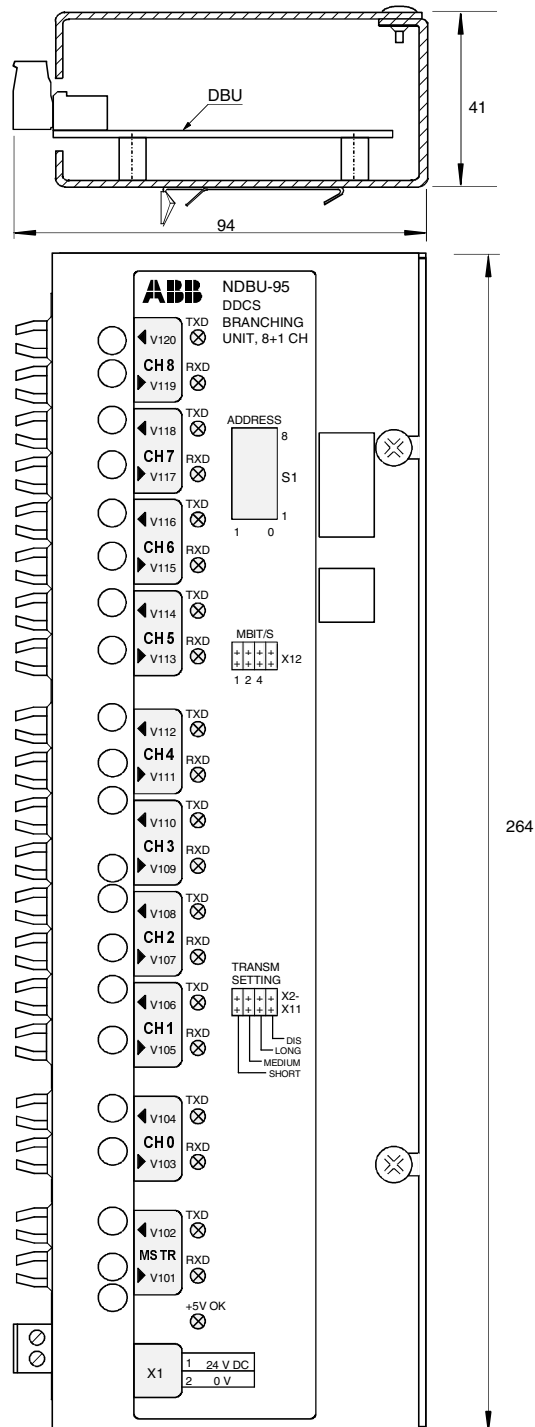 DBU
41
94
ABB
NDBU-95
DDCS
BRANCHING
UNIT, 8+1 CH
TXD
V120
CH8
RXD
V119
TXD
V118
CH7
RXD
V117
TXD
V116
CH6
RXD
V115
TXD
V114
CH5
RXD
V113
ADDRESS
8
S1
1
1 0
MBIT/S
X12
1 2 4
TXD
V112
CH4
RXD
V111
TXD
V110
CH3
RXD
V109
TXD
V108
CH2
RXD
V107
TXD
V106
CH1
RXD
V105
264
TRANSM
SETTING
X2-
X11
DIS
LONG
MEDIUM
SHORT
TXD
V104
CH0
RXD
V103
TXD
V102
MSTR
RXD
V101
+5V OK
X1
1 24 V DC
2 0 V